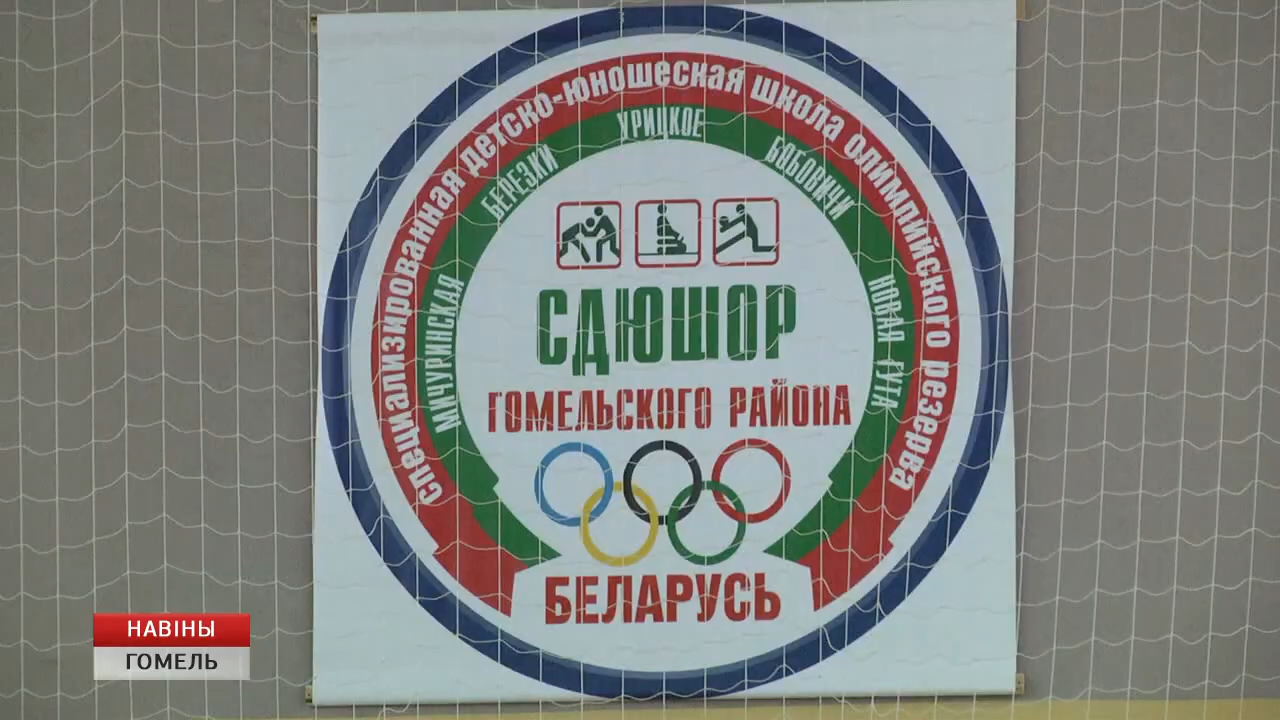 специализированная детско-юношеская школа олимпийского резерва
МИЧУРИНСКАЯ БЕРЕЗКИ УРИЦКОЕ БОБОВИЧИ НОВАЯ ГУТА
СДЮШОР
ГОМЕЛЬСКОГО РАЙОНА
БЕЛАРУСЬ
НАВІНЫ
ГОМЕЛЬ